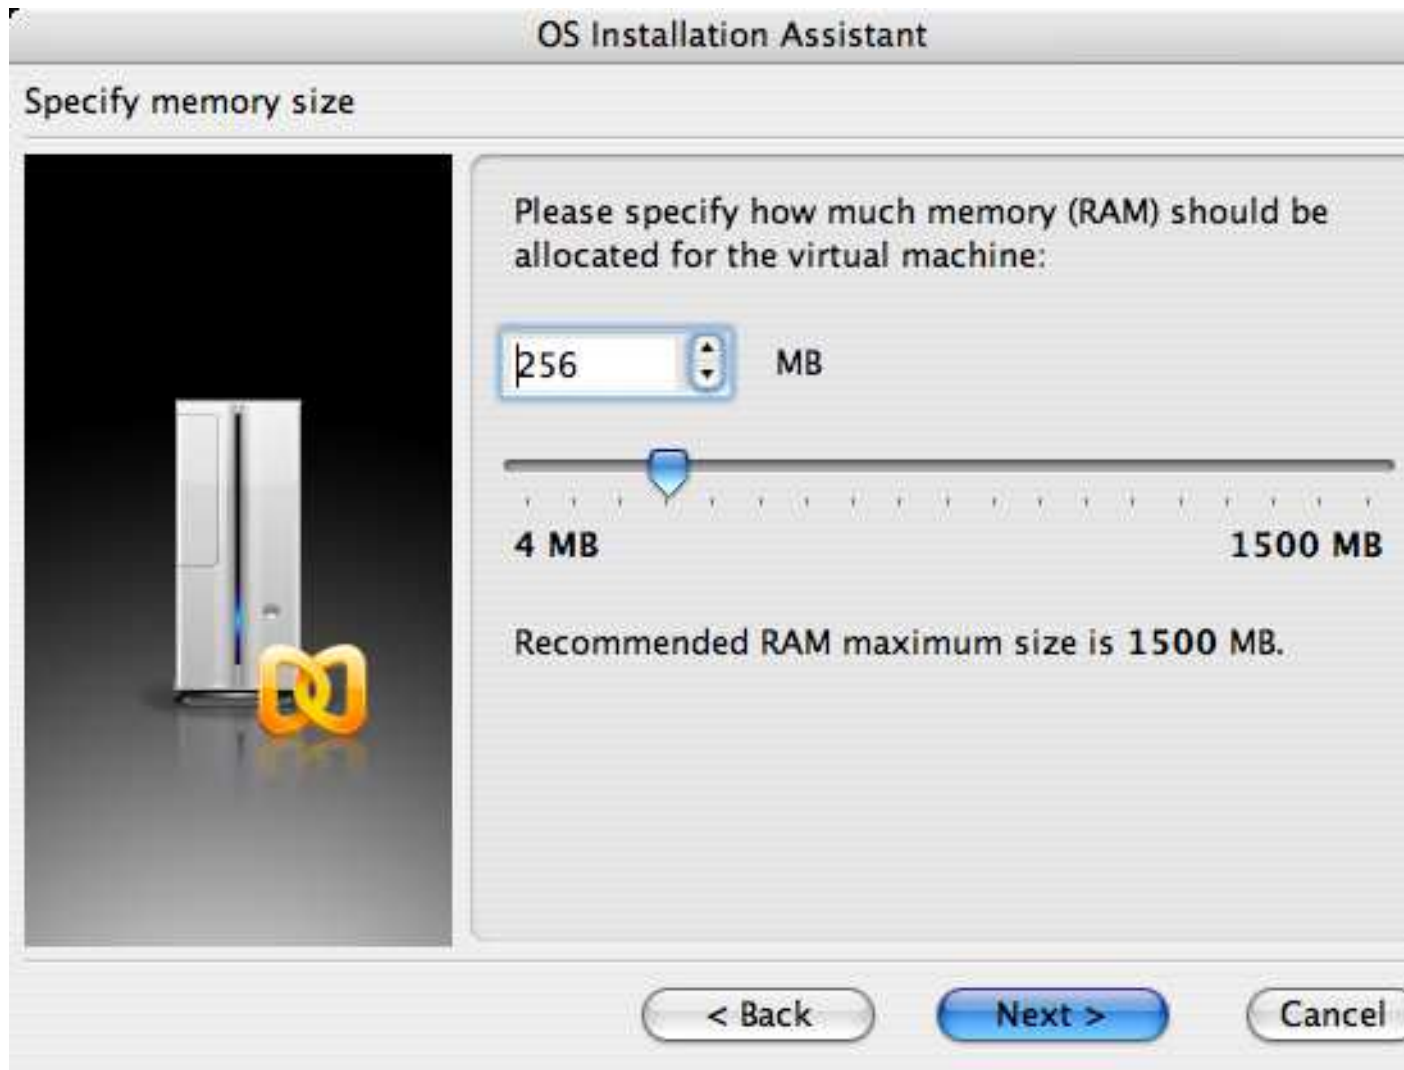 OS Installation Assistant
Specify memory size
Please specify how much memory (RAM) should be
allocated for the virtual machine:
256 MB
4 MB 1500 MB
Recommended RAM maximum size is 1500 MB.
< Back Next > Cancel